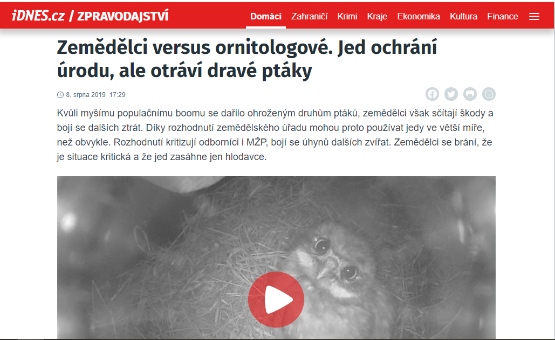 iDNES.cz / ZPRAVODAJSTVÍ
Domácí Zahraničí Krimi Kraje Ekonomika Kultura Finance
Zemědělci versus ornitologové. Jed ochrání
úrodu, ale otráví dravé ptáky
8. srpna 2019 17:29
Kvůli myšímu populačnímu boomu se dařilo ohroženým druhům ptáků, zemědělci však sčítají škody a
bojí se dalších ztrát. Díky rozhodnutí zemědělského úřadu mohou proto používat jedy ve větší míře,
než obvykle. Rozhodnutí kritizují odborníci i MŽP, bojí se úhynů dalších zvířat. Zemědělci se brání, že
je situace kritická a že jed zasáhne jen hlodavce.